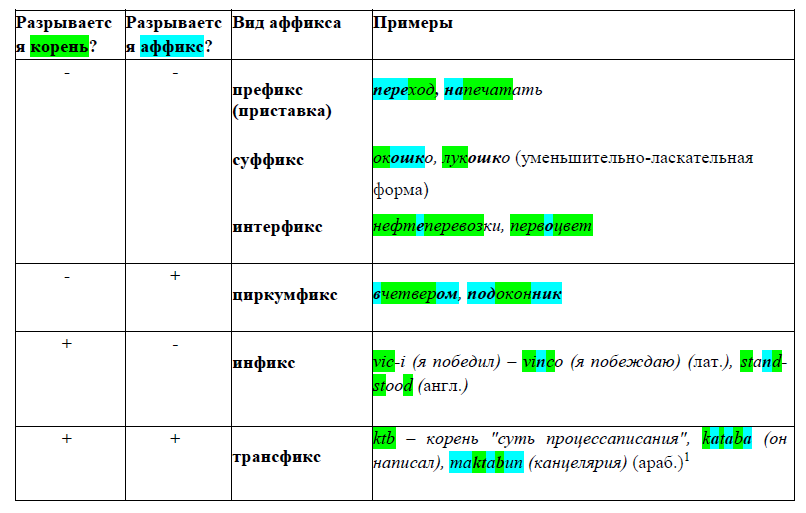 Разрываетс
я корень?
Разрываетс
я аффикс?
Вид аффикса
Примеры
-
-
префикс
(приставка)
переход, напечатать
суффикс
окошко, лукошко (уменьшительно-ласкательная
форма)
интерфикс
нефтеперевозки, первоцвет
-
+
циркумфикс
вчетвером, подоконник
+
-
инфикс
vic-i (я победил) – vinco (я побеждаю) (лат.), stand-
stood (англ.)
+
+
трансфикс
ktb – корень "суть процессаписания", kataba (он
написал), maktabun (канцелярия) (араб.)1